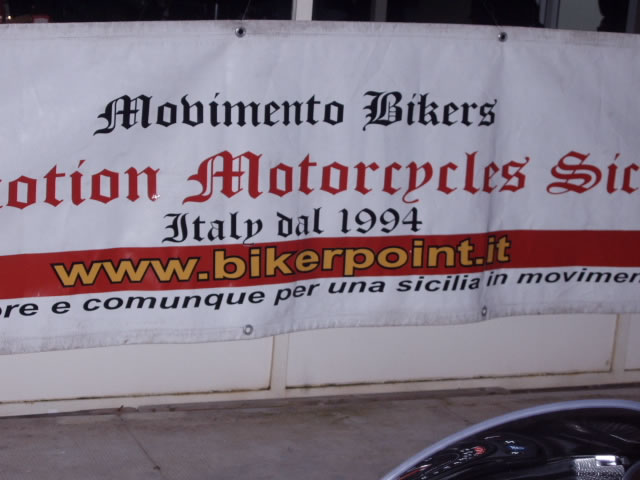 Movimento Bikers
otion Motorcycles Sic
Italy dal 1994
www.bikerpoint.it
ore e comunque per una sicilia in movimen